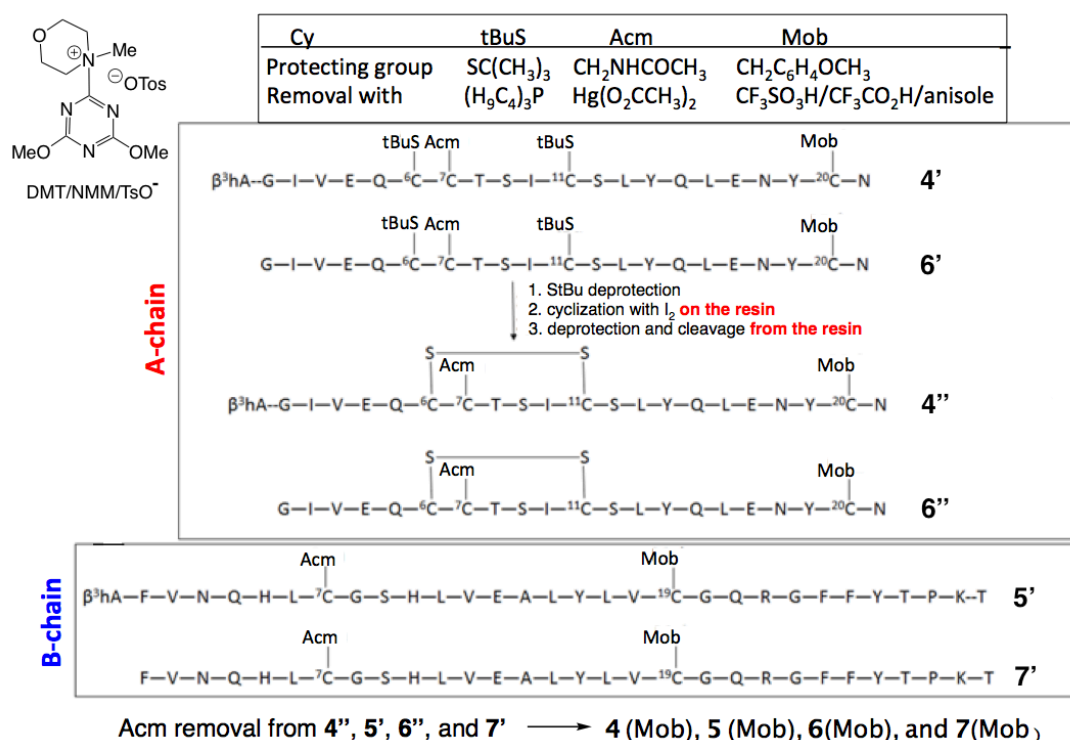 O
Me
N
⊕
⊖OTos
N N
MeO N OMe
DMT/NMM/TsO⁻
Cy tBuS Acm Mob
Protecting group SC(CH₃)₃ CH₂NHCOCH₃ CH₂C₆H₄OCH₃
Removal with (H₉C₄)₃P Hg(O₂CCH₃)₂ CF₃SO₃H/CF₃CO₂H/anisole
A-chain
tBuS Acm tBuS Mob
β³hA--G–I–V–E–Q–⁶C–⁷C–T–S–I–¹¹C–S–L–Y–Q–L–E–N–Y–²⁰C–N 4’
tBuS Acm tBuS Mob
G–I–V–E–Q–⁶C–⁷C–T–S–I–¹¹C–S–L–Y–Q–L–E–N–Y–²⁰C–N 6’
1. StBu deprotection
2. cyclization with I₂ on the resin
3. deprotection and cleavage from the resin
S S
Acm Mob
β³hA--G–I–V–E–Q–⁶C–⁷C–T–S–I–¹¹C–S–L–Y–Q–L–E–N–Y–²⁰C–N 4’’
S S
Acm Mob
G–I–V–E–Q–⁶C–⁷C–T–S–I–¹¹C–S–L–Y–Q–L–E–N–Y–²⁰C–N 6’’
B-chain
Acm Mob
β³hA–F–V–N–Q–H–L–⁷C–G–S–H–L–V–E–A–L–Y–L–V–¹⁹C–G–Q–R–G–F–F–Y–T–P–K--T 5’
Acm Mob
F–V–N–Q–H–L–⁷C–G–S–H–L–V–E–A–L–Y–L–V–¹⁹C–G–Q–R–G–F–F–Y–T–P–K–T 7’
Acm removal from 4’’, 5’, 6’’, and 7’ → 4 (Mob), 5 (Mob), 6(Mob), and 7(Mob)